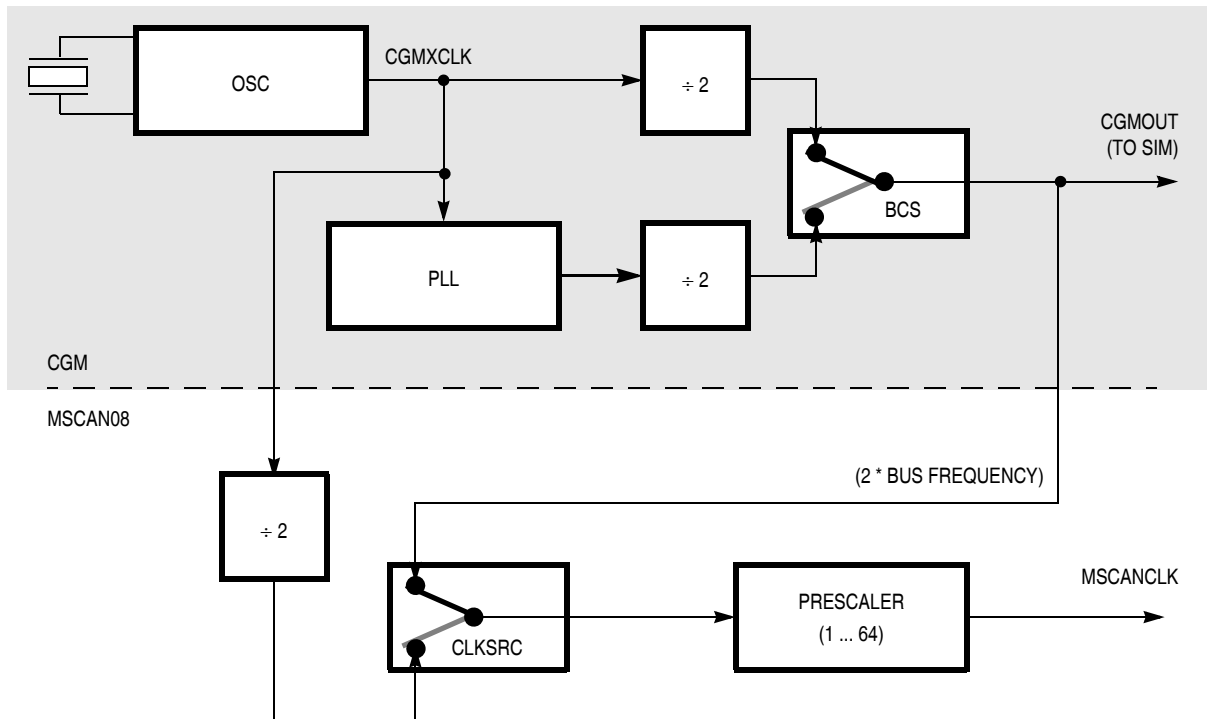 CGMXCLK
OSC
÷ 2
CGMOUT
(TO SIM)
BCS
PLL
÷ 2
CGM
MSCAN08
(2 * BUS FREQUENCY)
÷ 2
MSCANCLK
PRESCALER
(1 ... 64)
CLKSRC